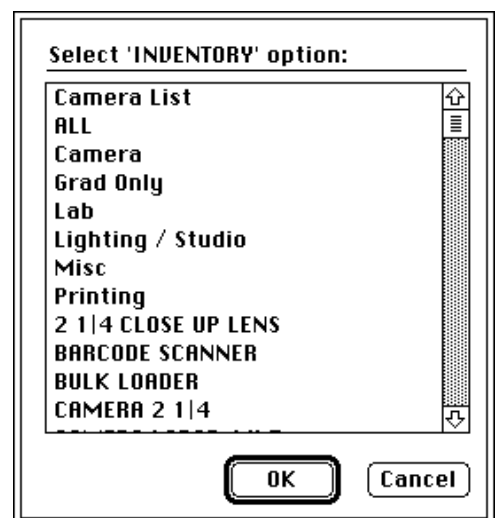 Select 'INVENTORY' option:
Camera List
ALL
Camera
Grad Only
Lab
Lighting / Studio
Misc
Printing
2 1|4 CLOSE UP LENS
BARCODE SCANNER
BULK LOADER
CAMERA 2 1|4
OK
Cancel